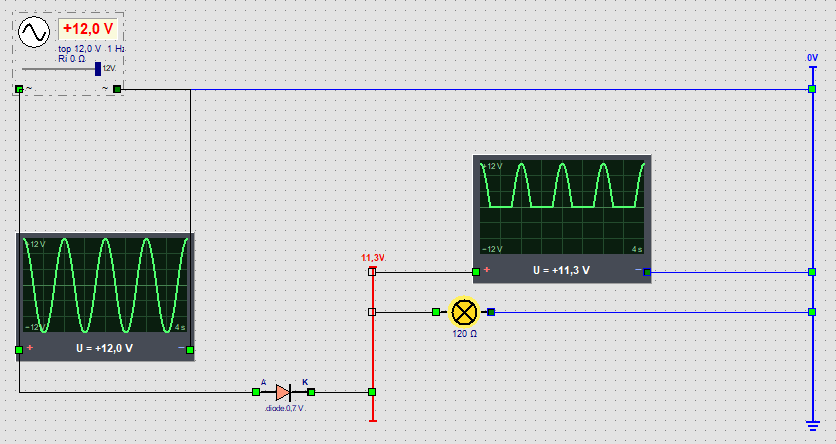 +12,0 V
top 12,0 V 1 Hz
Ri 0 Ω
12V
~ ~
0V
+12 V
−12 V 4 s
+ U = +11,3 V −
11,3V
120 Ω
+12 V
−12V 4 s
+ U = +12,0 V −
A K
diode.0,7 V